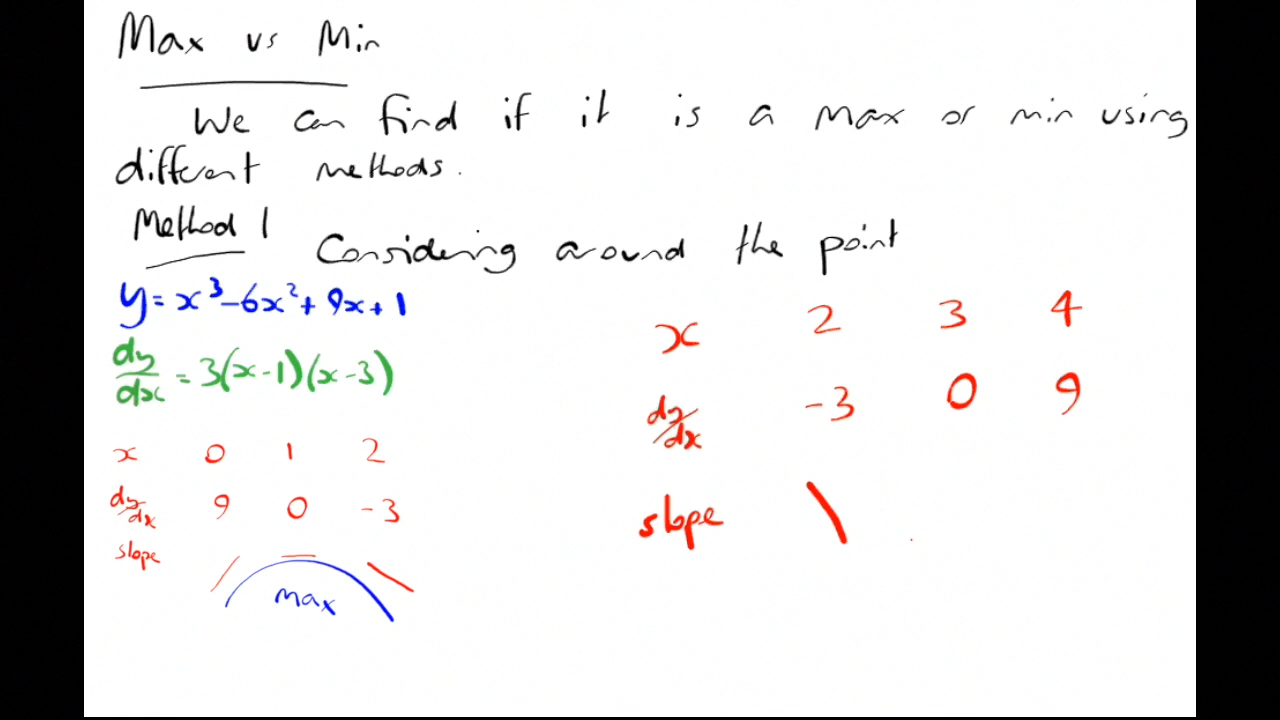 Max vs Min
We can find if it is a max or min using
different methods.
Method 1 Considering around the point
y = x³ - 6x² + 9x + 1
dy/dx = 3(x-1)(x-3)
x 0 1 2
dy/dx 9 0 -3
slope
max
x 2 3 4
dy/dx -3 0 9
slope